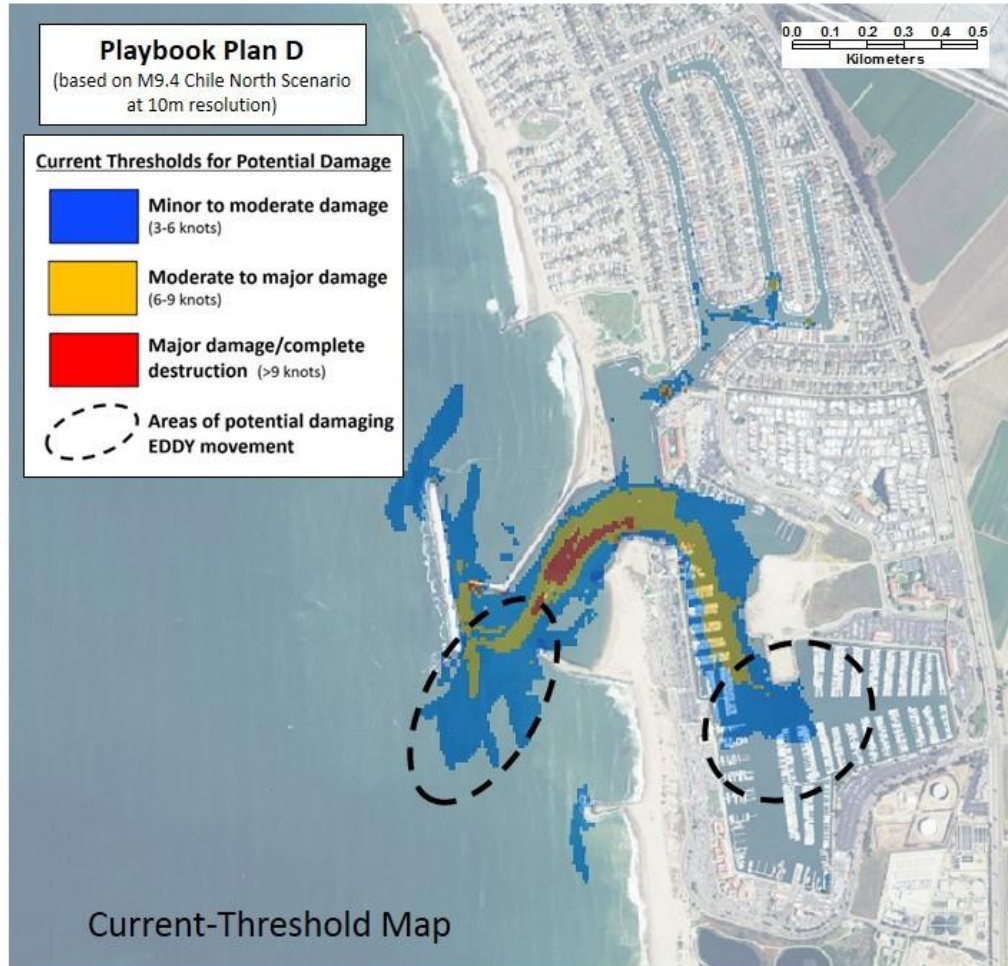 Playbook Plan D
(based on M9.4 Chile North Scenario
at 10m resolution)
0.0 0.1 0.2 0.3 0.4 0.5
Kilometers
Current Thresholds for Potential Damage
Minor to moderate damage
(3-6 knots)
Moderate to major damage
(6-9 knots)
Major damage/complete
destruction (>9 knots)
Areas of potential damaging
EDDY movement
Current-Threshold Map